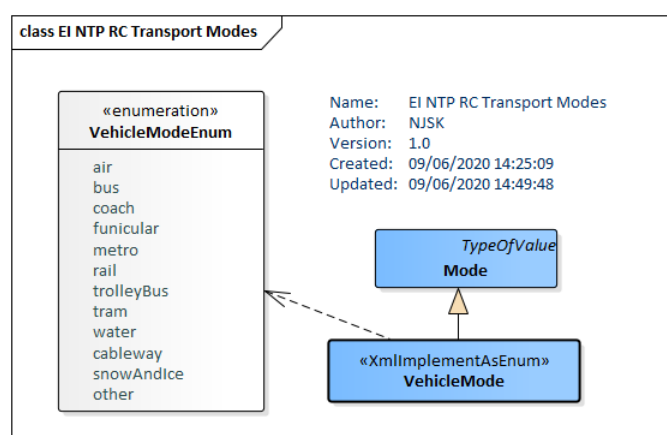 class EI NTP RC Transport Modes
«enumeration»
VehicleModeEnum
air
bus
coach
funicular
metro
rail
trolleyBus
tram
water
cableway
snowAndIce
other
Name: EI NTP RC Transport Modes
Author: NJSK
Version: 1.0
Created: 09/06/2020 14:25:09
Updated: 09/06/2020 14:49:48
TypeOfValue
Mode
«XmlImplementAsEnum»
VehicleMode